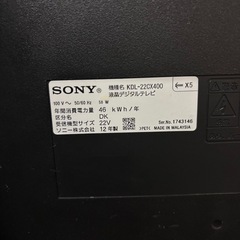 SONY 機種名 KDL-22CX400
液晶デジタルテレビ
X5
100 V～ 50/60 Hz
年間消費電力量 46 kWh/年
区分名 DK
受信機型サイズ 22V
ソニー株式会社 12年製
Ser.No. 1743146
MADE IN MALAYSIA